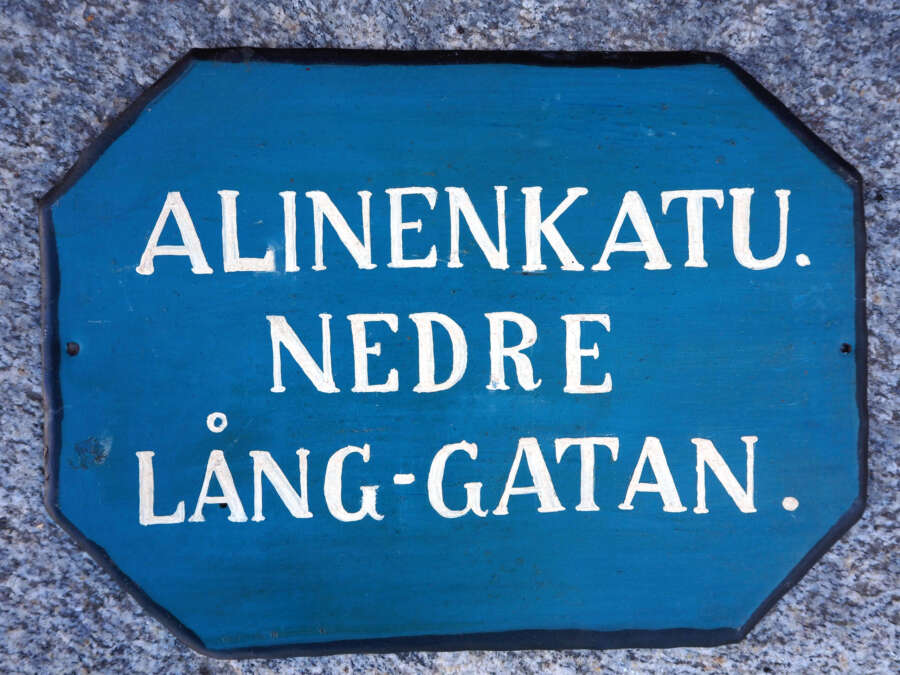 ALINENKATU.
NEDRE
LÅNG-GATAN.